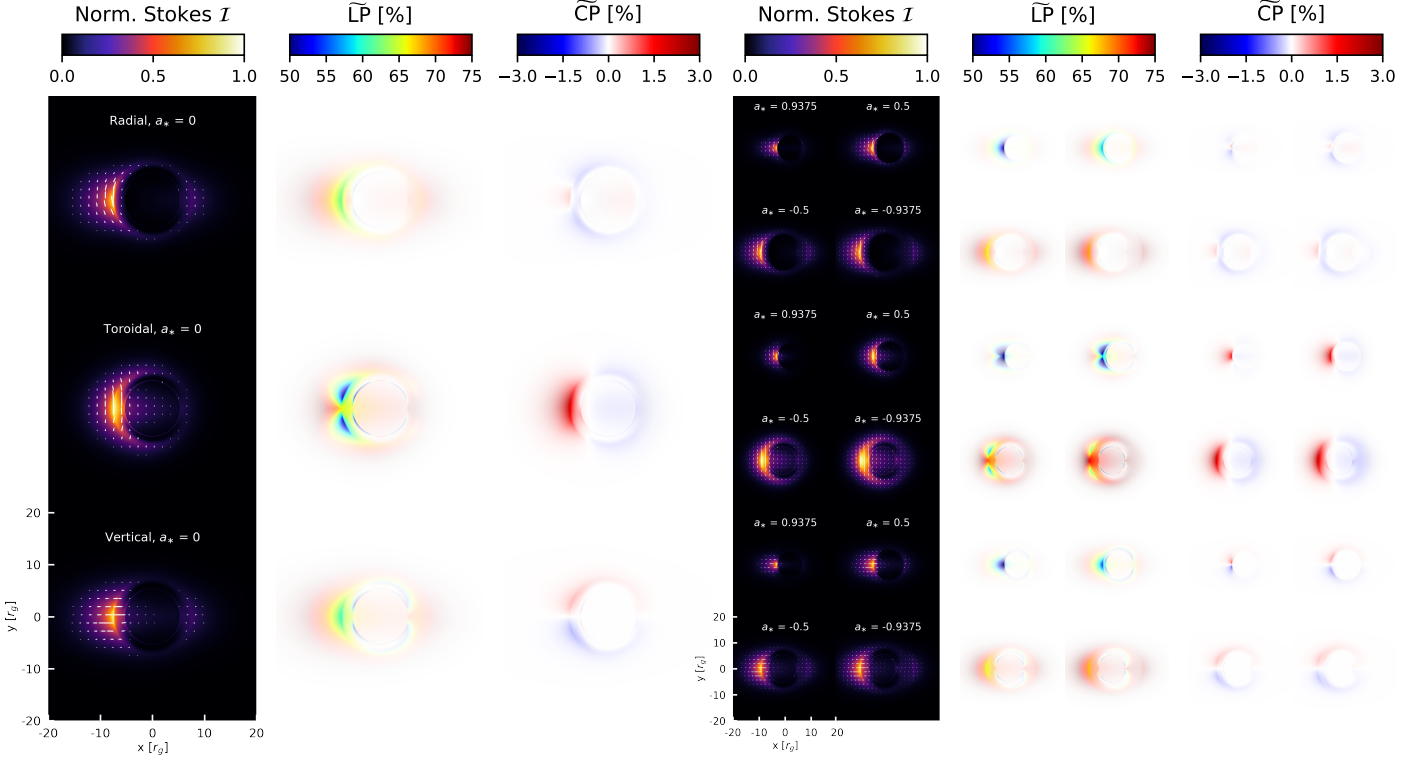 Norm. Stokes 𝓘 L̃P̃ [%] C̃P̃ [%] Norm. Stokes 𝓘 L̃P̃ [%] C̃P̃ [%]
0.0 0.5 1.0 50 55 60 65 70 75 −3.0 −1.5 0.0 1.5 3.0 0.0 0.5 1.0 50 55 60 65 70 75 −3.0 −1.5 0.0 1.5 3.0
a* = 0.9375 a* = 0.5
Radial, a* = 0
a* = -0.5 a* = -0.9375
a* = 0.9375 a* = 0.5
Toroidal, a* = 0
a* = -0.5 a* = -0.9375
20
a* = 0.9375 a* = 0.5
Vertical, a* = 0
10
0
-10
-20
y [r_g]
-20 -10 0 10 20
x [r_g]
a* = -0.5 a* = -0.9375
20
10
0
-10
-20
y [r_g]
-20 -10 0 10 20
x [r_g]